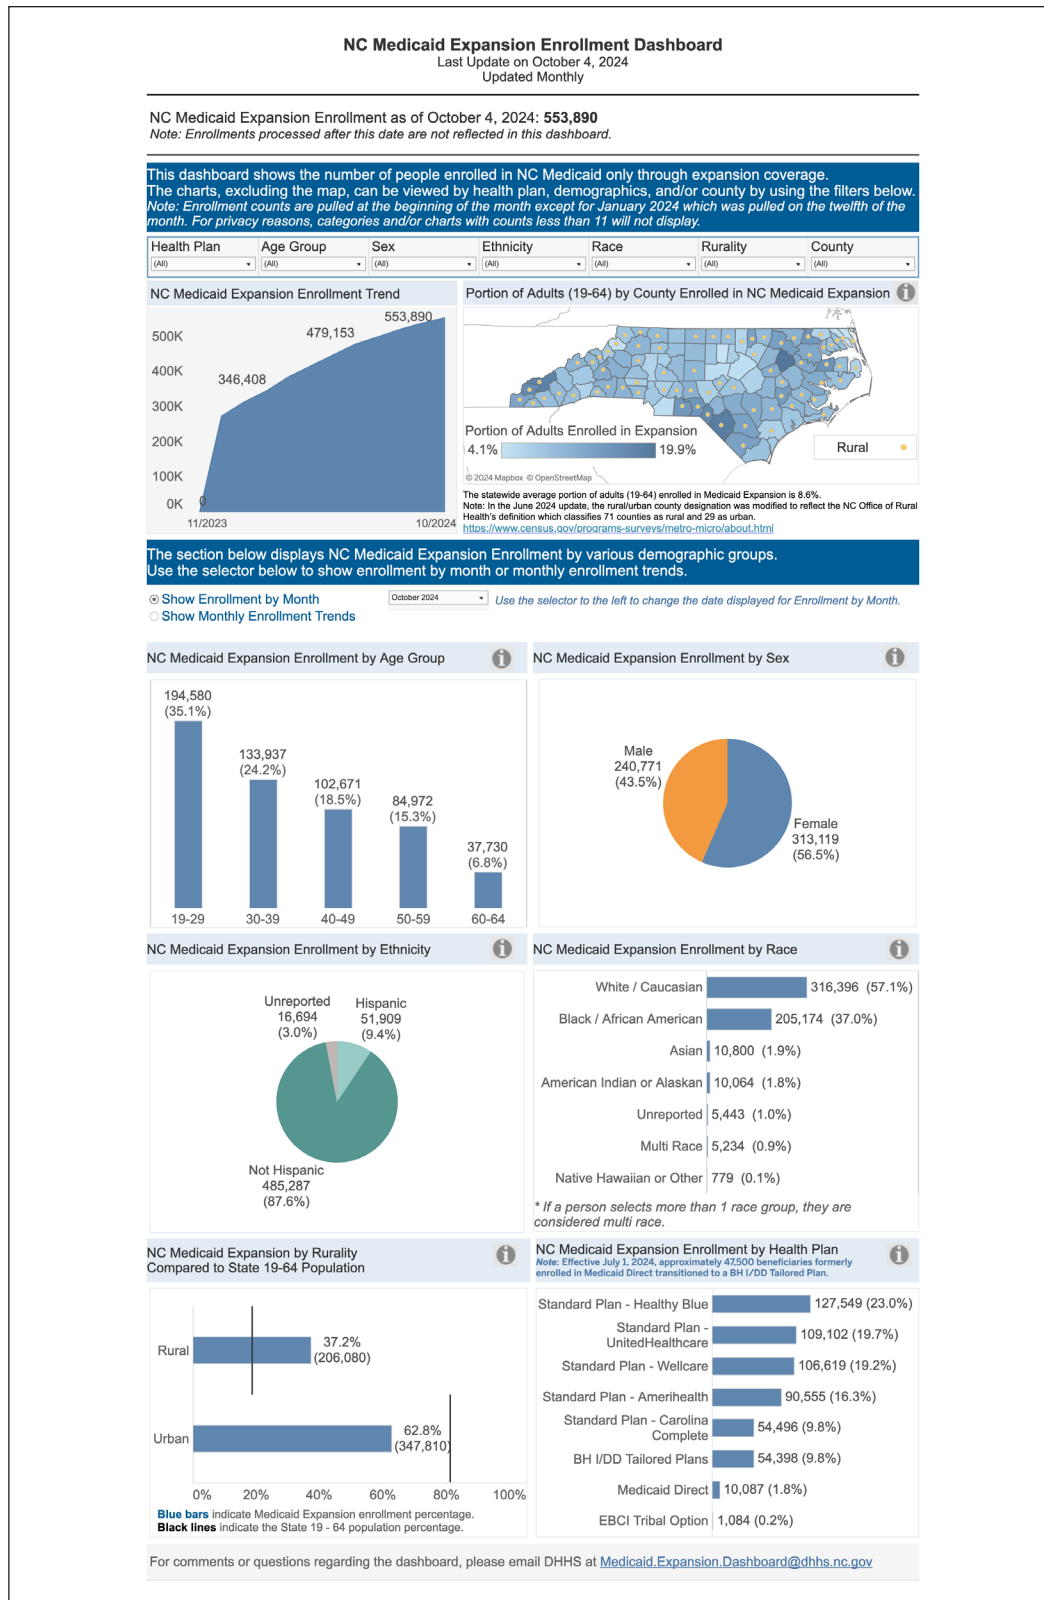 NC Medicaid Expansion Enrollment Dashboard
Last Update on October 4, 2024
Updated Monthly
NC Medicaid Expansion Enrollment as of October 4, 2024: 553,890
Note: Enrollments processed after this date are not reflected in this dashboard.
This dashboard shows the number of people enrolled in NC Medicaid only through expansion coverage.
The charts, excluding the map, can be viewed by health plan, demographics, and/or county by using the filters below.
Note: Enrollment counts are pulled at the beginning of the month except for January 2024 which was pulled on the twelfth of the
month. For privacy reasons, categories and/or charts with counts less than 11 will not display.
Health Plan Age Group Sex Ethnicity Race Rurality County
(All) (All) (All) (All) (All) (All) (All)
NC Medicaid Expansion Enrollment Trend
500K
400K
300K
200K
100K
0K
553,890
479,153
346,408
0
11/2023 10/2024
Portion of Adults (19-64) by County Enrolled in NC Medicaid Expansion
Portion of Adults Enrolled in Expansion
4.1% 19.9%
Rural
© 2024 Mapbox © OpenStreetMap
The statewide average portion of adults (19-64) enrolled in Medicaid Expansion is 8.6%.
Note: In the June 2024 update, the rural/urban county designation was modified to reflect the NC Office of Rural
Health's definition which classifies 71 counties as rural and 29 as urban.
https://www.census.gov/programs-surveys/metro-micro/about.html
The section below displays NC Medicaid Expansion Enrollment by various demographic groups.
Use the selector below to show enrollment by month or monthly enrollment trends.
Show Enrollment by Month
Show Monthly Enrollment Trends
October 2024
Use the selector to the left to change the date displayed for Enrollment by Month.
NC Medicaid Expansion Enrollment by Age Group
194,580
(35.1%)
133,937
(24.2%)
102,671
(18.5%)
84,972
(15.3%)
37,730
(6.8%)
19-29 30-39 40-49 50-59 60-64
NC Medicaid Expansion Enrollment by Sex
Male
240,771
(43.5%)
Female
313,119
(56.5%)
NC Medicaid Expansion Enrollment by Ethnicity
Unreported
16,694
(3.0%)
Hispanic
51,909
(9.4%)
Not Hispanic
485,287
(87.6%)
NC Medicaid Expansion Enrollment by Race
White / Caucasian 316,396 (57.1%)
Black / African American 205,174 (37.0%)
Asian 10,800 (1.9%)
American Indian or Alaskan 10,064 (1.8%)
Unreported 5,443 (1.0%)
Multi Race 5,234 (0.9%)
Native Hawaiian or Other 779 (0.1%)
* If a person selects more than 1 race group, they are
considered multi race.
NC Medicaid Expansion by Rurality
Compared to State 19-64 Population
Rural
37.2%
(206,080)
Urban
62.8%
(347,810)
0% 20% 40% 60% 80% 100%
Blue bars indicate Medicaid Expansion enrollment percentage.
Black lines indicate the State 19 - 64 population percentage.
NC Medicaid Expansion Enrollment by Health Plan
Note: Effective July 1, 2024, approximately 47,500 beneficiaries formerly
enrolled in Medicaid Direct transitioned to a BH I/DD Tailored Plan.
Standard Plan - Healthy Blue 127,549 (23.0%)
Standard Plan -
UnitedHealthcare 109,102 (19.7%)
Standard Plan - Wellcare 106,619 (19.2%)
Standard Plan - Amerihealth 90,555 (16.3%)
Standard Plan - Carolina
Complete 54,496 (9.8%)
BH I/DD Tailored Plans 54,398 (9.8%)
Medicaid Direct 10,087 (1.8%)
EBCI Tribal Option 1,084 (0.2%)
For comments or questions regarding the dashboard, please email DHHS at Medicaid.Expansion.Dashboard@dhhs.nc.gov